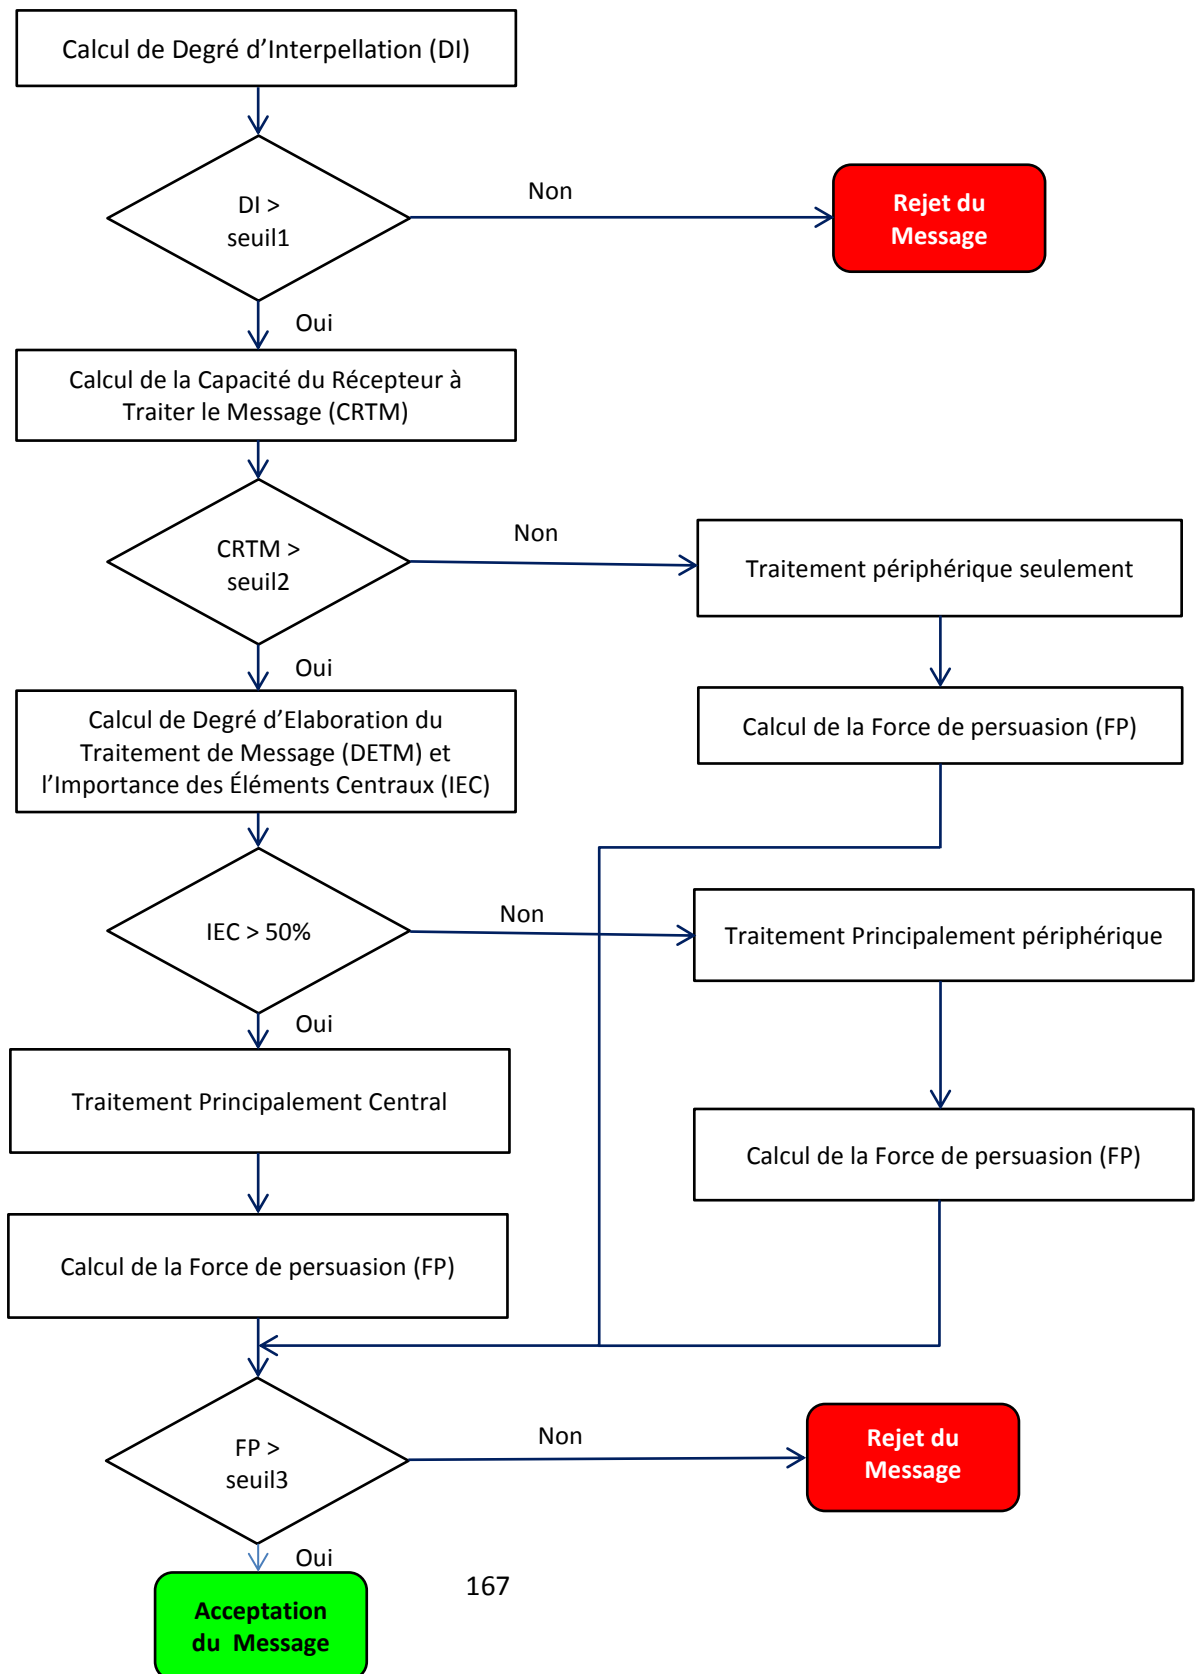 Calcul de Degré d’Interpellation (DI)
DI >
seuil1
Non
Rejet du
Message
Oui
Calcul de la Capacité du Récepteur à
Traiter le Message (CRTM)
CRTM >
seuil2
Non
Traitement périphérique seulement
Oui
Calcul de Degré d’Elaboration du
Traitement de Message (DETM) et
l’Importance des Éléments Centraux (IEC)
Calcul de la Force de persuasion (FP)
IEC > 50%
Non
Traitement Principalement périphérique
Oui
Traitement Principalement Central
Calcul de la Force de persuasion (FP)
Calcul de la Force de persuasion (FP)
FP >
seuil3
Non
Rejet du
Message
Oui
Acceptation
du  Message
167